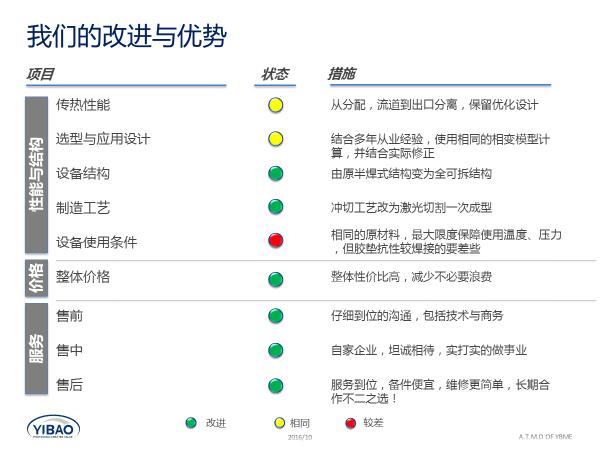 我们的改进与优势
项目 状态 措施
性能与结构
传热性能 从分配，流道到出口分离，保留优化设计
选型与应用设计 结合多年从业经验，使用相同的相变模型计
算，并结合实际修正
设备结构 由原半焊式结构变为全可拆结构
制造工艺 冲切工艺改为激光切割一次成型
设备使用条件 相同的原材料，最大限度保障使用温度、压力
，但胶垫抗性较焊接的要差些
价格
整体价格 整体性价比高，减少不必要浪费
服务
售前 仔细到位的沟通，包括技术与商务
售中 自家企业，坦诚相待，实打实的做事业
售后 服务到位，备件便宜，维修更简单，长期合
作不二之选！
改进 相同 较差
YIBAO
2016/10
A.T.M.D OF YBME